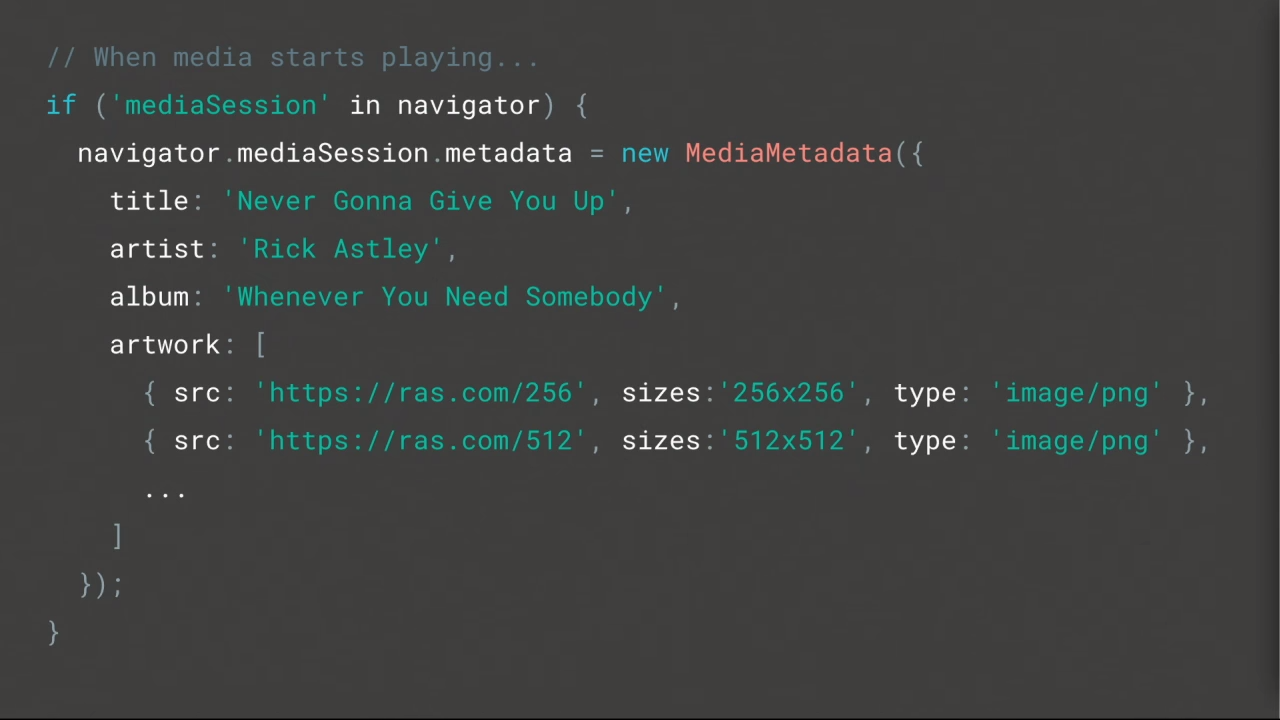 // When media starts playing...
if ('mediaSession' in navigator) {
  navigator.mediaSession.metadata = new MediaMetadata({
    title: 'Never Gonna Give You Up',
    artist: 'Rick Astley',
    album: 'Whenever You Need Somebody',
    artwork: [
      { src: 'https://ras.com/256', sizes:'256x256', type: 'image/png' },
      { src: 'https://ras.com/512', sizes:'512x512', type: 'image/png' },
      ...
    ]
  });
}